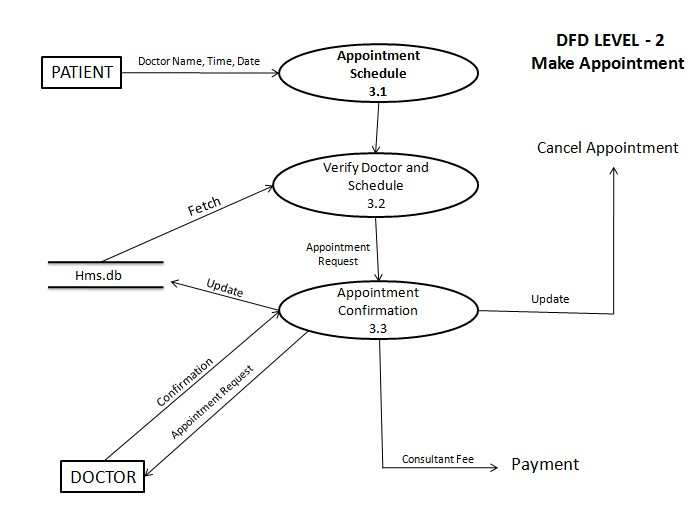 DFD LEVEL - 2
Make Appointment
PATIENT
Doctor Name, Time, Date
Appointment
Schedule
3.1
Cancel Appointment
Verify Doctor and
Schedule
3.2
Fetch
Appointment
Request
Hms.db
Update
Appointment
Confirmation
3.3
Update
Confirmation
Appointment Request
DOCTOR
Consultant Fee
Payment